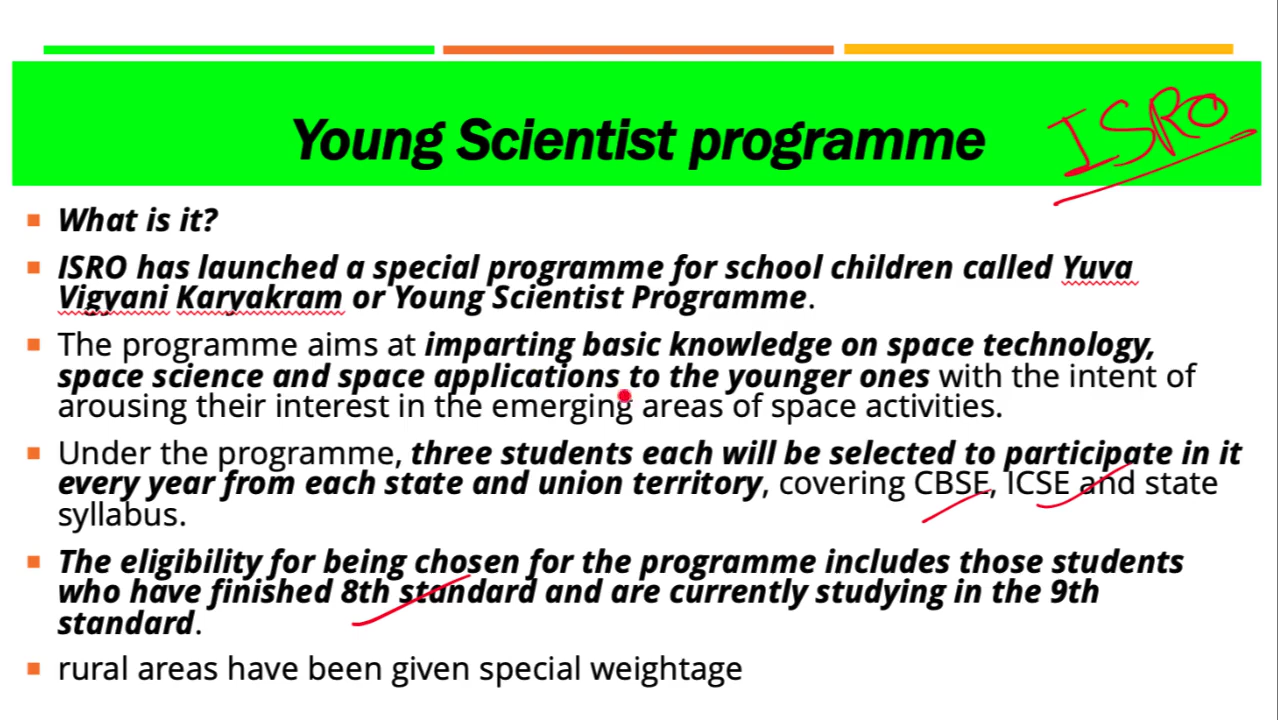 Young Scientist programme
ISRO
What is it?
ISRO has launched a special programme for school children called Yuva
Vigyani Karyakram or Young Scientist Programme.
The programme aims at imparting basic knowledge on space technology,
space science and space applications to the younger ones with the intent of
arousing their interest in the emerging areas of space activities.
Under the programme, three students each will be selected to participate in it
every year from each state and union territory, covering CBSE, ICSE and state
syllabus.
The eligibility for being chosen for the programme includes those students
who have finished 8th standard and are currently studying in the 9th
standard.
rural areas have been given special weightage